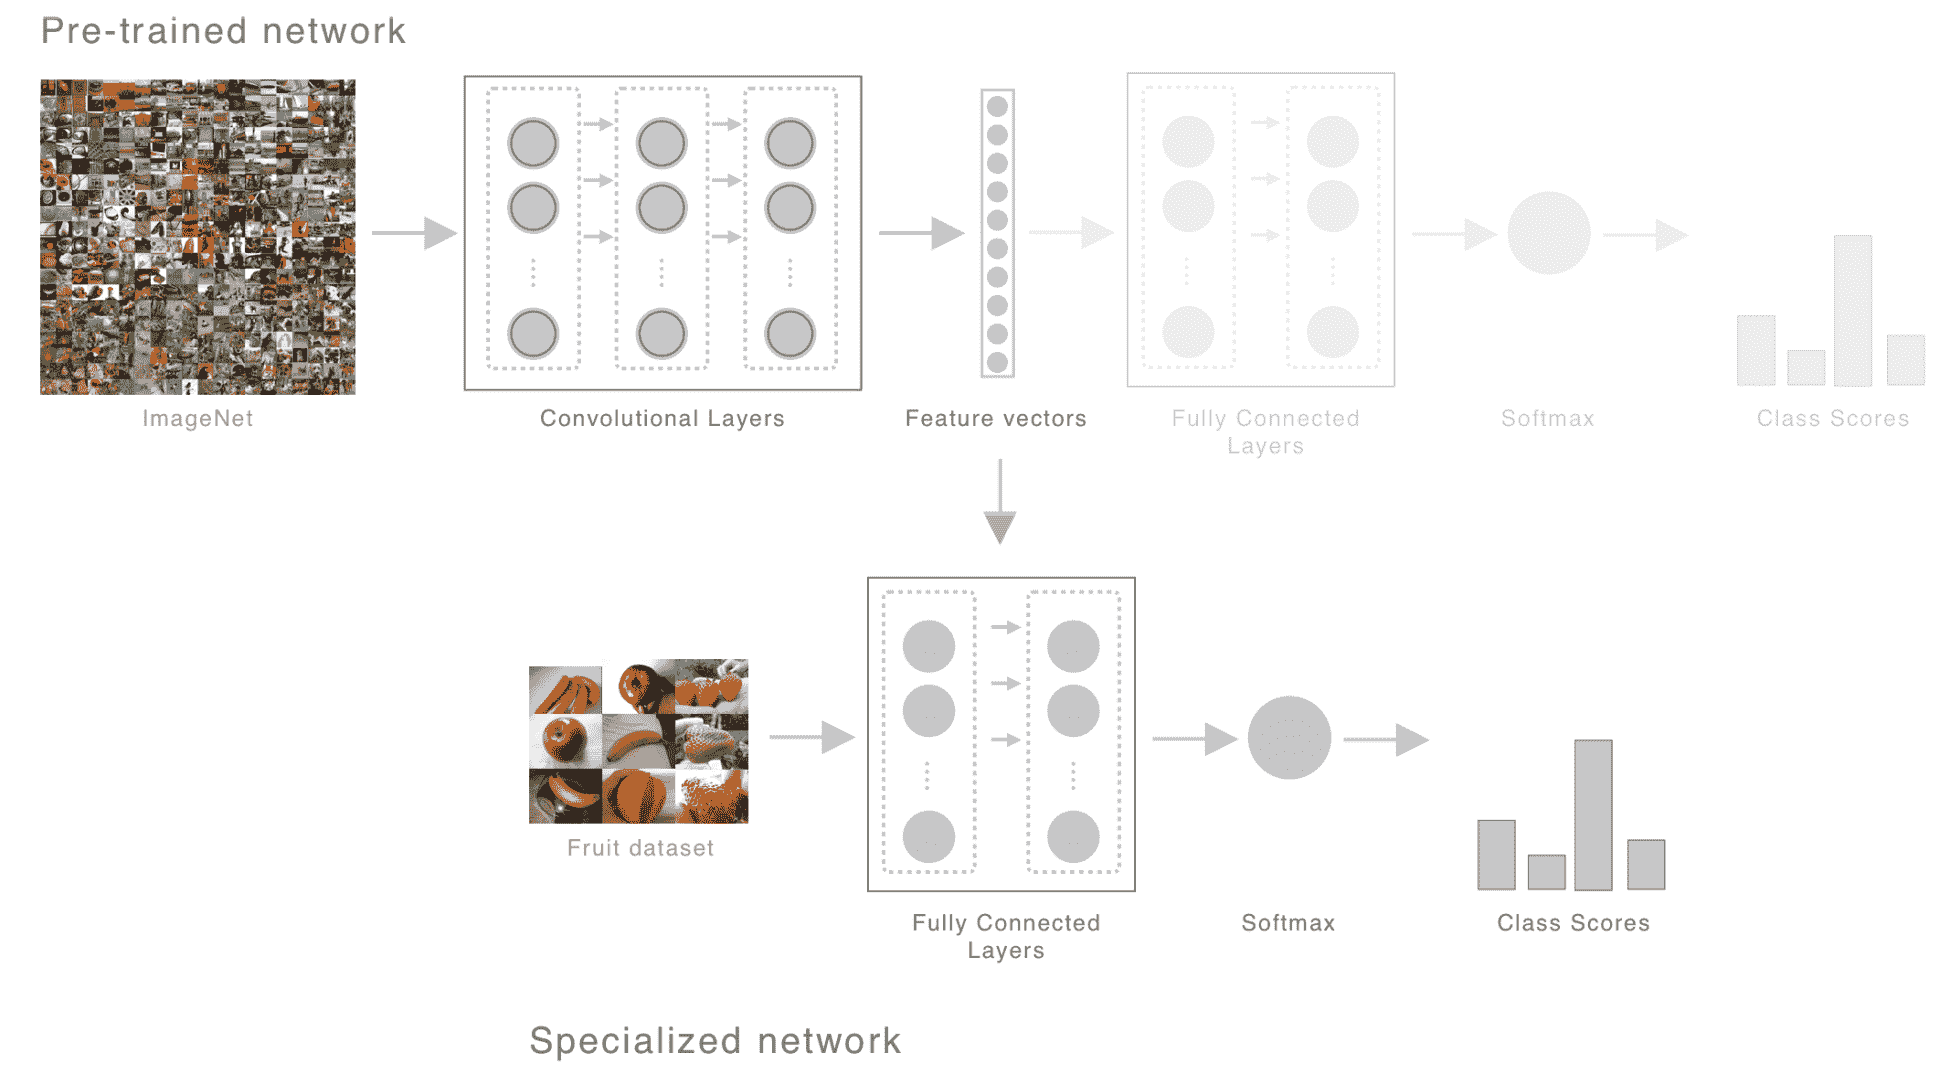 Pre-trained network
ImageNet
Convolutional Layers
Feature vectors
Fully Connected
Layers
Softmax
Class Scores
Fruit dataset
Fully Connected
Layers
Softmax
Class Scores
Specialized network